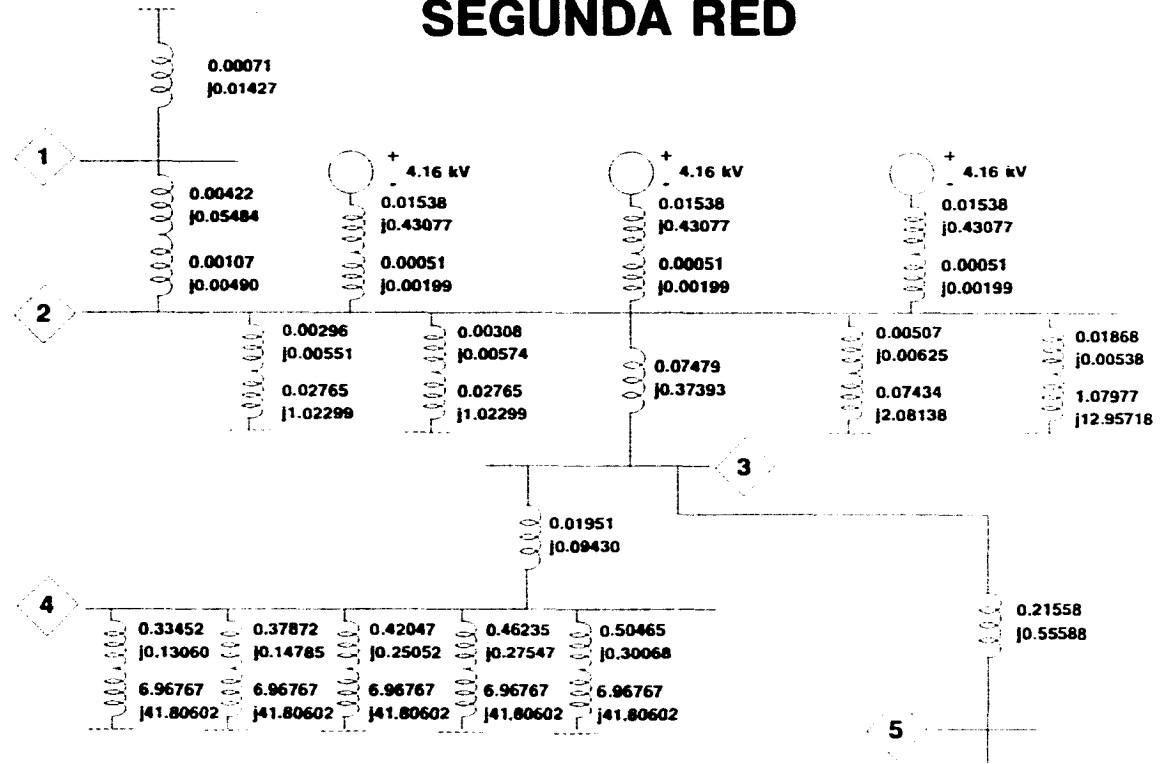 SEGUNDA RED
0.00071
j0.01427
1
+
4.16 kV
-
+
4.16 kV
-
+
4.16 kV
-
0.00422
j0.05484
0.01538
j0.43077
0.01538
j0.43077
0.01538
j0.43077
0.00107
j0.00490
0.00051
j0.00199
0.00051
j0.00199
0.00051
j0.00199
2
0.00296
j0.00551
0.00308
j0.00574
0.07479
j0.37393
0.00507
j0.00625
0.01868
j0.00538
0.02765
j1.02299
0.02765
j1.02299
0.07434
j2.08138
1.07977
j12.95718
3
0.01951
j0.09430
4
0.33452
j0.13060
0.37872
j0.14785
0.42047
j0.25052
0.46235
j0.27547
0.50465
j0.30068
0.21558
j0.55588
6.96767
j41.80602
6.96767
j41.80602
6.96767
j41.80602
6.96767
j41.80602
6.96767
j41.80602
5